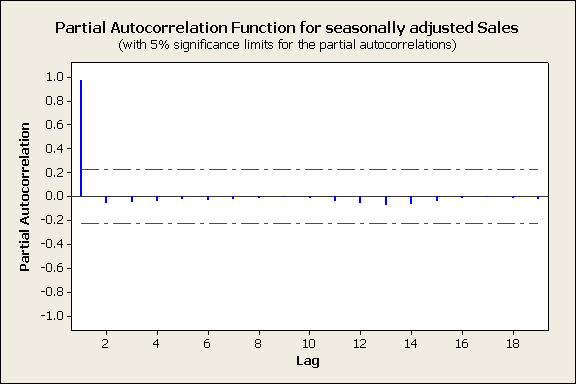 Partial Autocorrelation Function for seasonally adjusted Sales
(with 5% significance limits for the partial autocorrelations)
Partial Autocorrelation
1.0
0.8
0.6
0.4
0.2
0.0
-0.2
-0.4
-0.6
-0.8
-1.0
2 4 6 8 10 12 14 16 18
Lag